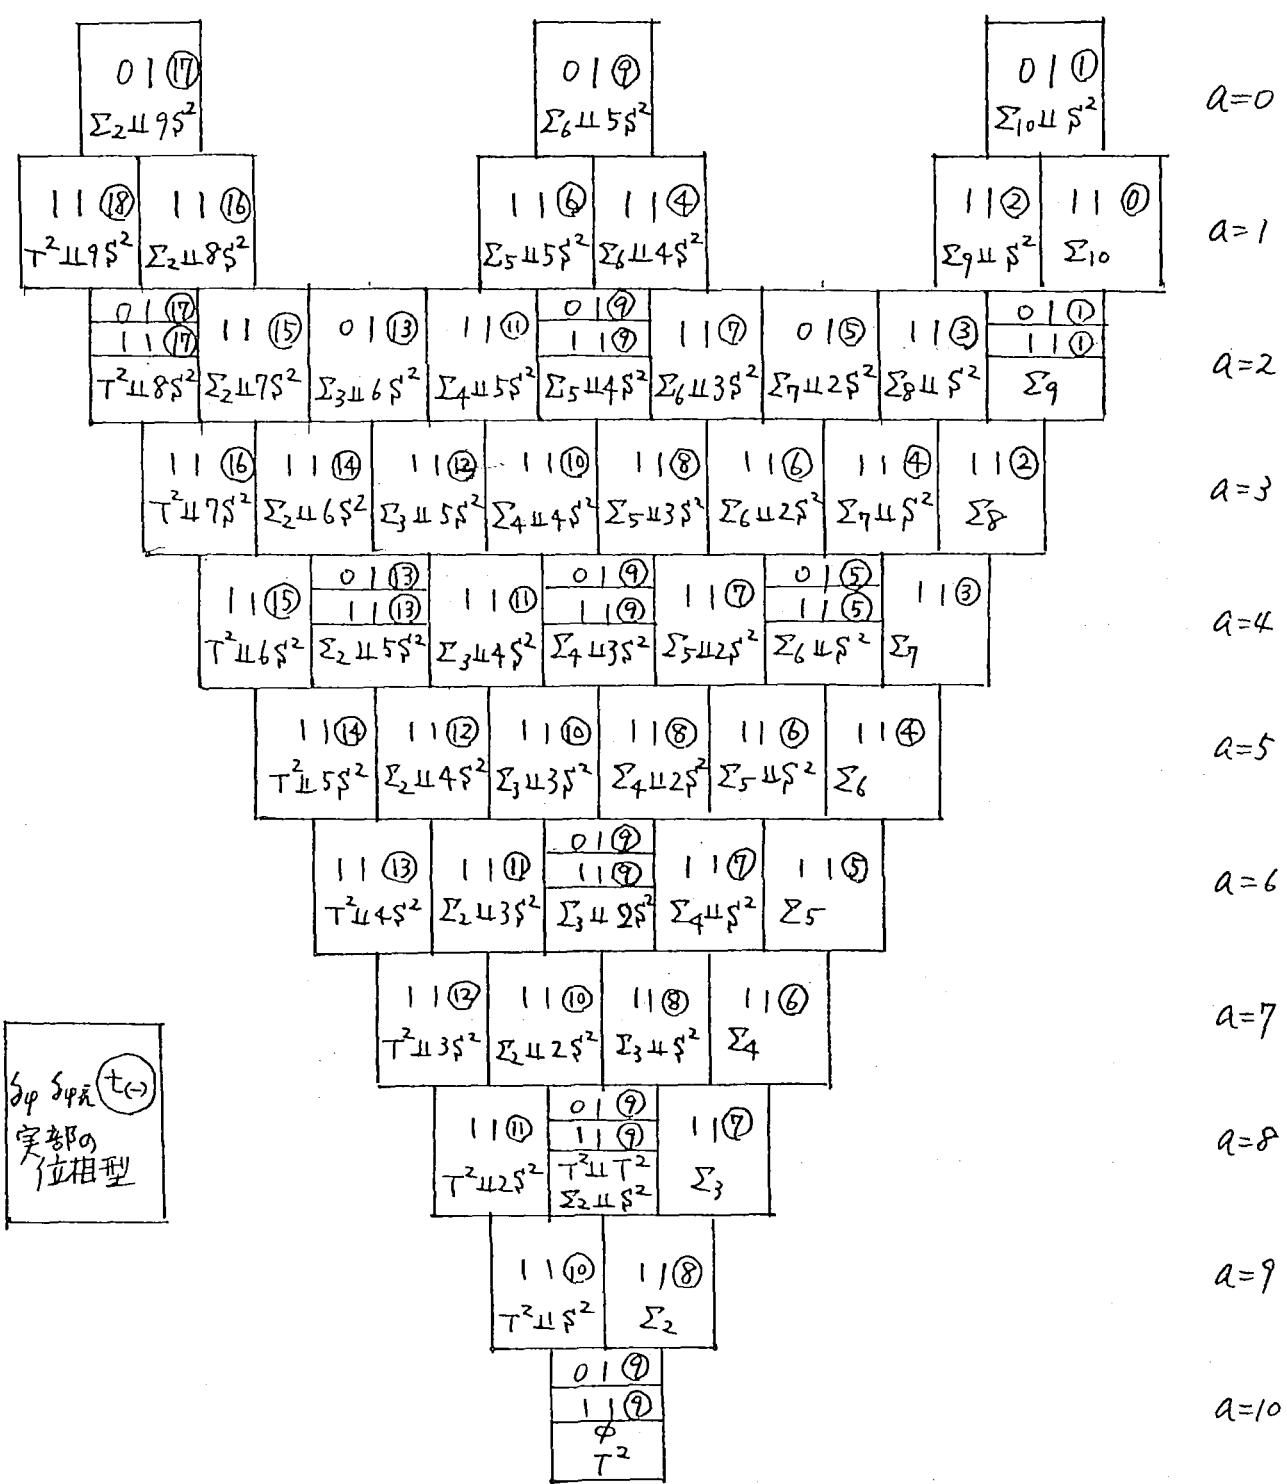 0 1 ⑰ 0 1 ⑨ 0 1 ① a=0
Σ₂⊔⊔9S² Σ₆⊔⊔5S² Σ₁₀⊔⊔S²
1 1 ⑱ 1 1 ⑯ 1 1 ⑥ 1 1 ④ 1 1 ② 1 1 ⓪ a=1
T²⊔⊔9S² Σ₂⊔⊔8S² Σ₅⊔⊔5S² Σ₆⊔⊔4S² Σ₉⊔⊔S² Σ₁₀
0 1 ⑰ 0 1 ⑨ 0 1 ①
1 1 ⑰ 1 1 ⑮ 0 1 ⑬ 1 1 ⑪ 1 1 ⑨ 1 1 ⑦ 0 1 ⑤ 1 1 ③ 1 1 ① a=2
T²⊔⊔8S² Σ₂⊔⊔7S² Σ₃⊔⊔6S² Σ₄⊔⊔5S² Σ₅⊔⊔4S² Σ₆⊔⊔3S² Σ₇⊔⊔2S² Σ₈⊔⊔S² Σ₉
1 1 ⑯ 1 1 ⑭ 1 1 ⑫ 1 1 ⑩ 1 1 ⑧ 1 1 ⑥ 1 1 ④ 1 1 ② a=3
T²⊔⊔7S² Σ₂⊔⊔6S² Σ₃⊔⊔5S² Σ₄⊔⊔4S² Σ₅⊔⊔3S² Σ₆⊔⊔2S² Σ₇⊔⊔S² Σ₈
0 1 ⑬ 0 1 ⑨ 0 1 ⑤
1 1 ⑮ 1 1 ⑬ 1 1 ⑪ 1 1 ⑨ 1 1 ⑦ 1 1 ⑤ 1 1 ③ a=4
T²⊔⊔6S² Σ₂⊔⊔5S² Σ₃⊔⊔4S² Σ₄⊔⊔3S² Σ₅⊔⊔2S² Σ₆⊔⊔S² Σ₇
1 1 ⑭ 1 1 ⑫ 1 1 ⑩ 1 1 ⑧ 1 1 ⑥ 1 1 ④ a=5
T²⊔⊔5S² Σ₂⊔⊔4S² Σ₃⊔⊔3S² Σ₄⊔⊔2S² Σ₅⊔⊔S² Σ₆
0 1 ⑨
1 1 ⑬ 1 1 ⑪ 1 1 ⑨ 1 1 ⑦ 1 1 ⑤ a=6
T²⊔⊔4S² Σ₂⊔⊔3S² Σ₃⊔⊔2S² Σ₄⊔⊔S² Σ₅
1 1 ⑫ 1 1 ⑩ 1 1 ⑧ 1 1 ⑥ a=7
T²⊔⊔3S² Σ₂⊔⊔2S² Σ₃⊔⊔S² Σ₄
0 1 ⑨
1 1 ⑪ 1 1 ⑨ 1 1 ⑦ a=8
T²⊔⊔2S² T²⊔⊔T² Σ₃
Σ₂⊔⊔S²
1 1 ⑩ 1 1 ⑧ a=9
T²⊔⊔S² Σ₂
0 1 ⑨
1 1 ⑨ a=10
φ
T²
δφ δφ t(-)
実部の
位相型